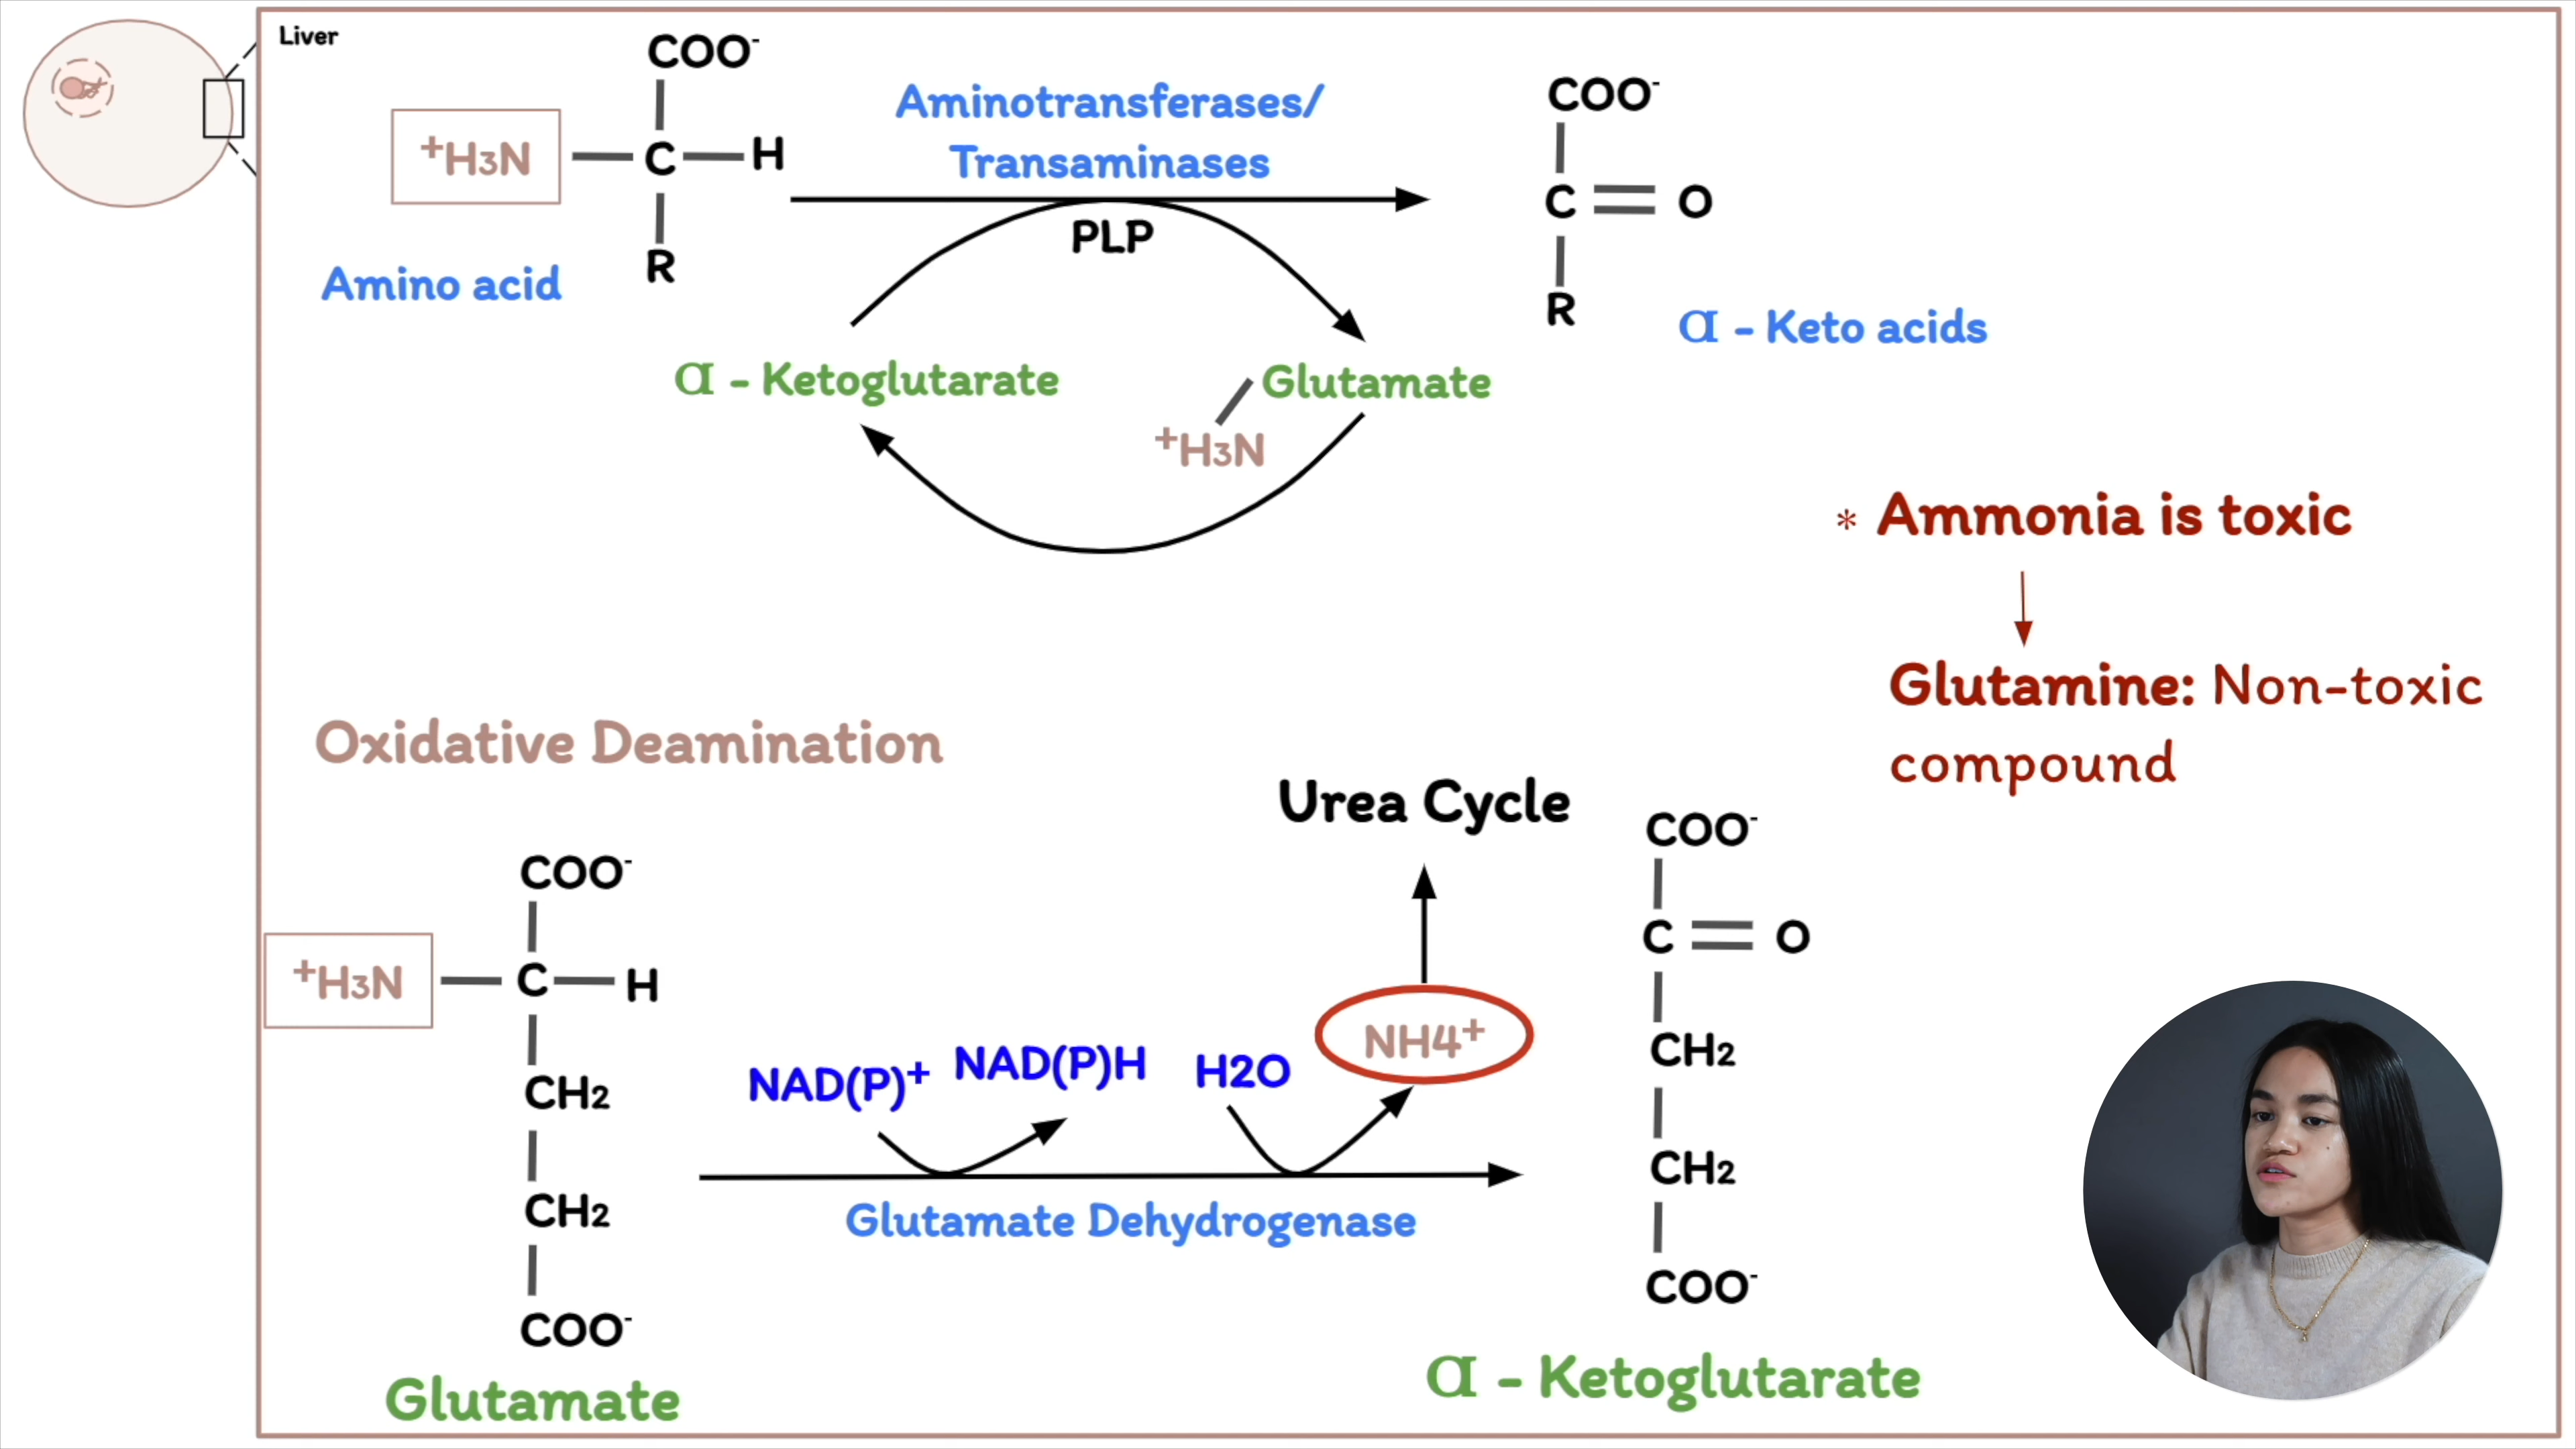 Liver
COO⁻
⁺H₃N
C
H
R
Amino acid
Aminotransferases/
Transaminases
PLP
COO⁻
C
O
R
α - Keto acids
α - Ketoglutarate
Glutamate
⁺H₃N
* Ammonia is toxic
Glutamine: Non-toxic
compound
Oxidative Deamination
Urea Cycle
COO⁻
⁺H₃N
C
H
CH₂
CH₂
COO⁻
Glutamate
NAD(P)⁺
NAD(P)H
H2O
NH4⁺
Glutamate Dehydrogenase
COO⁻
C
O
CH₂
CH₂
COO⁻
α - Ketoglutarate